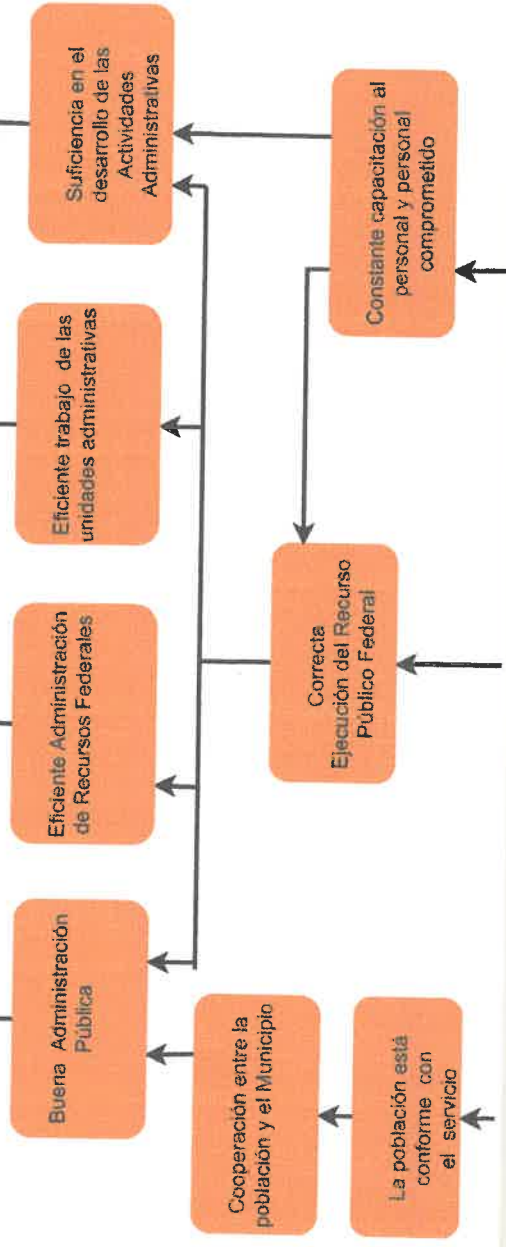 Buena Administración
Pública
Eficiente Administración
de Recursos Federales
Eficiente trabajo de las
unidades administrativas
Suficiencia en el
desarrollo de las
Actividades
Administrativas
Cooperación entre la
población y el Municipio
Correcta
Ejecución del Recurso
Público Federal
Constante capacitación al
personal y personal
comprometido
La población está
conforme con
el servicio